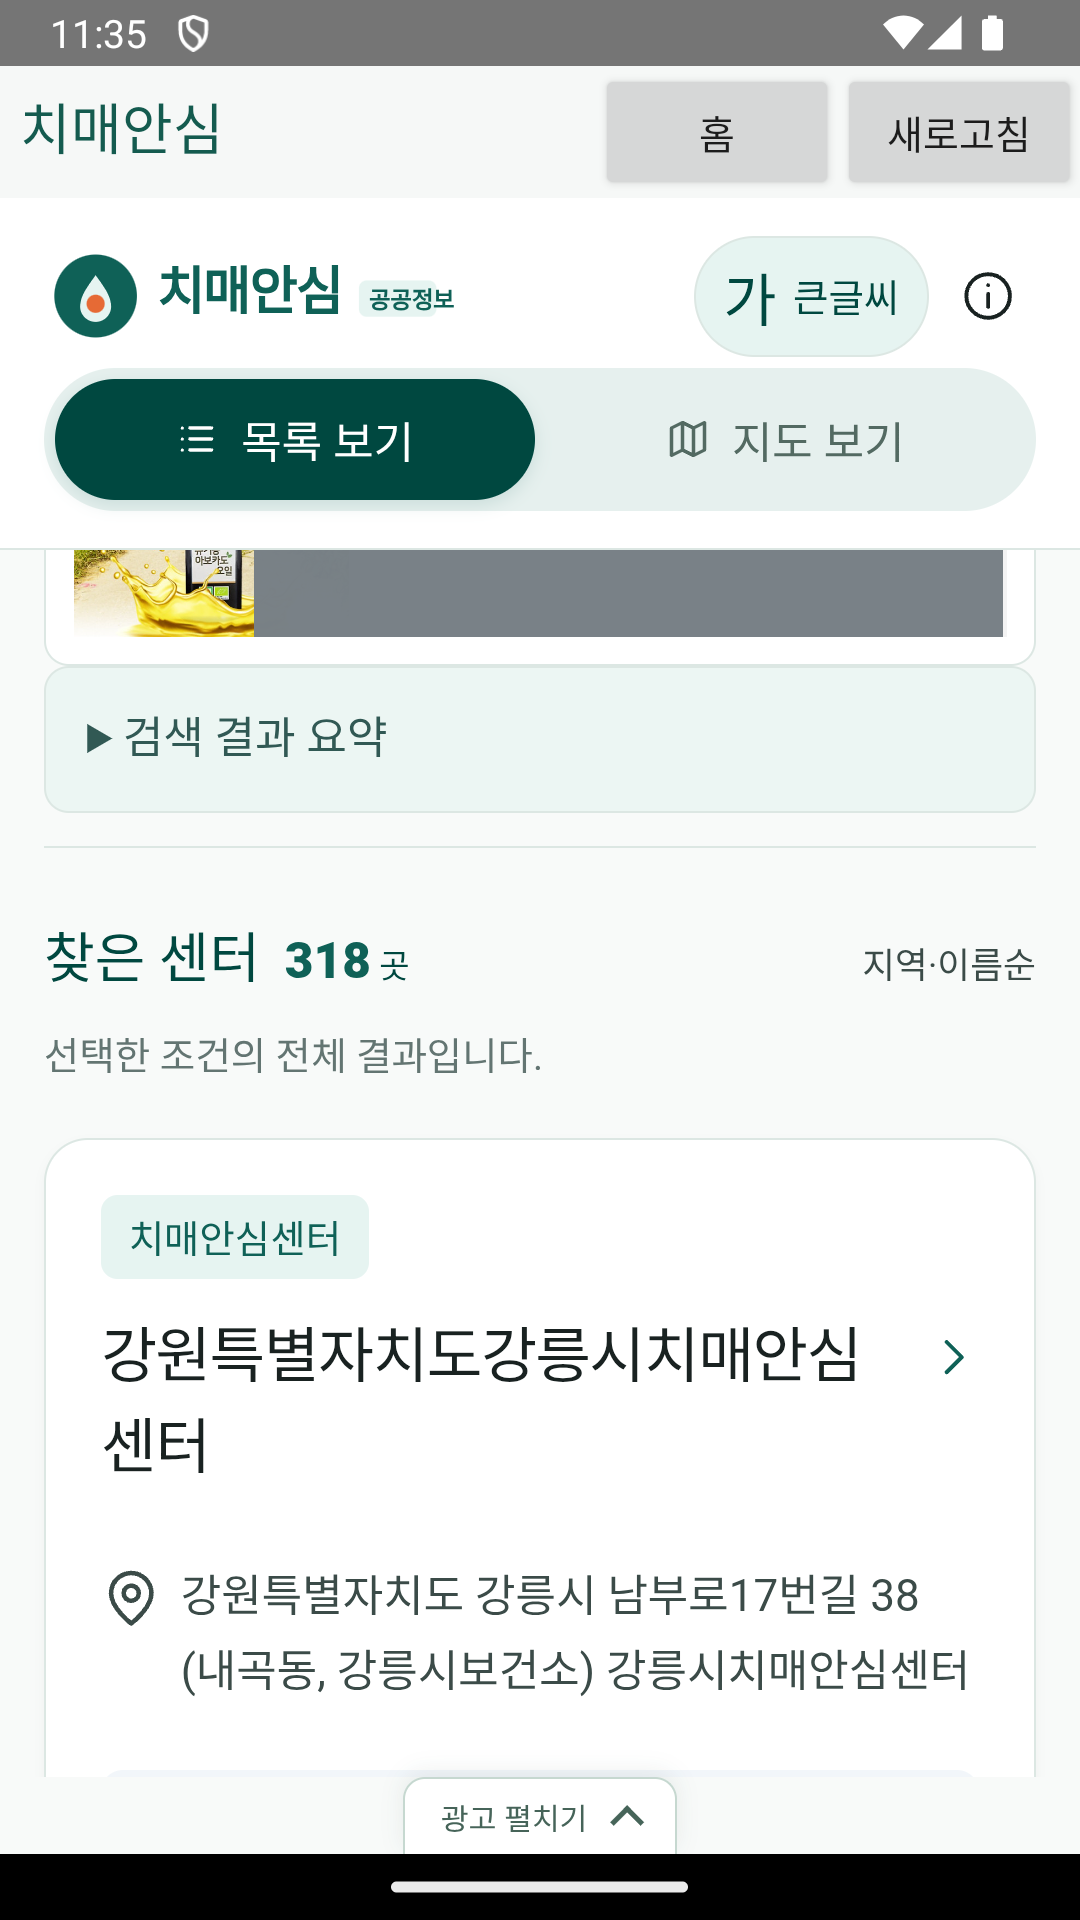 11:35
치매안심
홈
새로고침
치매안심 공공정보
가 큰글씨
목록 보기
지도 보기
아보카도
오일
▶ 검색 결과 요약
찾은 센터 318 곳
지역·이름순
선택한 조건의 전체 결과입니다.
치매안심센터
강원특별자치도강릉시치매안심
센터
강원특별자치도 강릉시 남부로17번길 38
(내곡동, 강릉시보건소) 강릉시치매안심센터
광고 펼치기